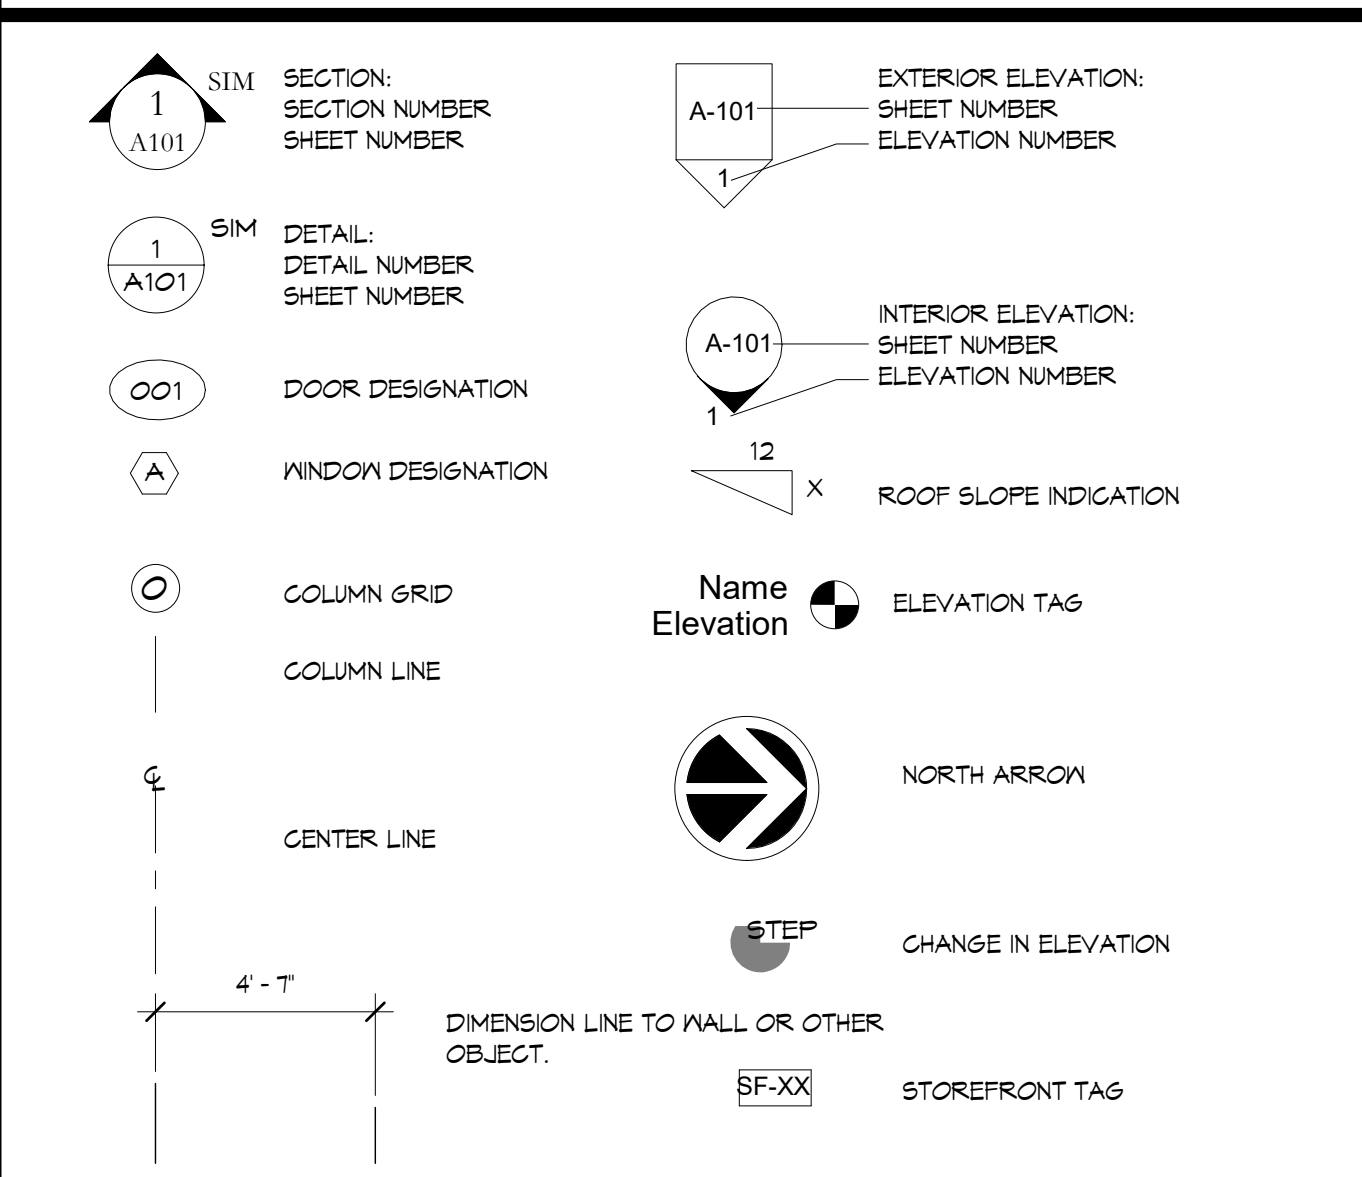 1
A101
SIM
SECTION:
SECTION NUMBER
SHEET NUMBER
1
A101
SIM
DETAIL:
DETAIL NUMBER
SHEET NUMBER
001
DOOR DESIGNATION
A
WINDOW DESIGNATION
O
COLUMN GRID
COLUMN LINE
℄
CENTER LINE
4' - 7"
DIMENSION LINE TO WALL OR OTHER
OBJECT.
A-101
1
EXTERIOR ELEVATION:
SHEET NUMBER
ELEVATION NUMBER
A-101
1
INTERIOR ELEVATION:
SHEET NUMBER
ELEVATION NUMBER
12
X
ROOF SLOPE INDICATION
Name
Elevation
ELEVATION TAG
NORTH ARROW
STEP
CHANGE IN ELEVATION
SF-XX
STOREFRONT TAG